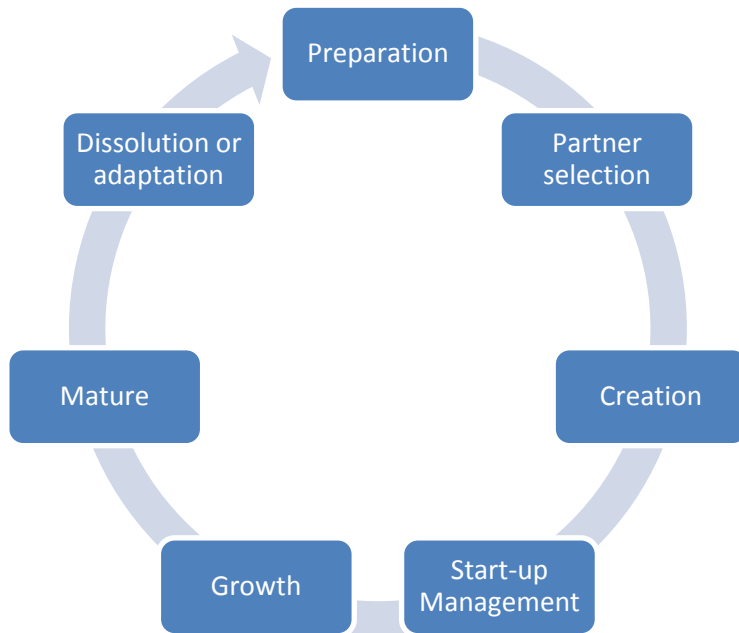 Preparation
Partner
selection
Creation
Start-up
Management
Growth
Mature
Dissolution or
adaptation